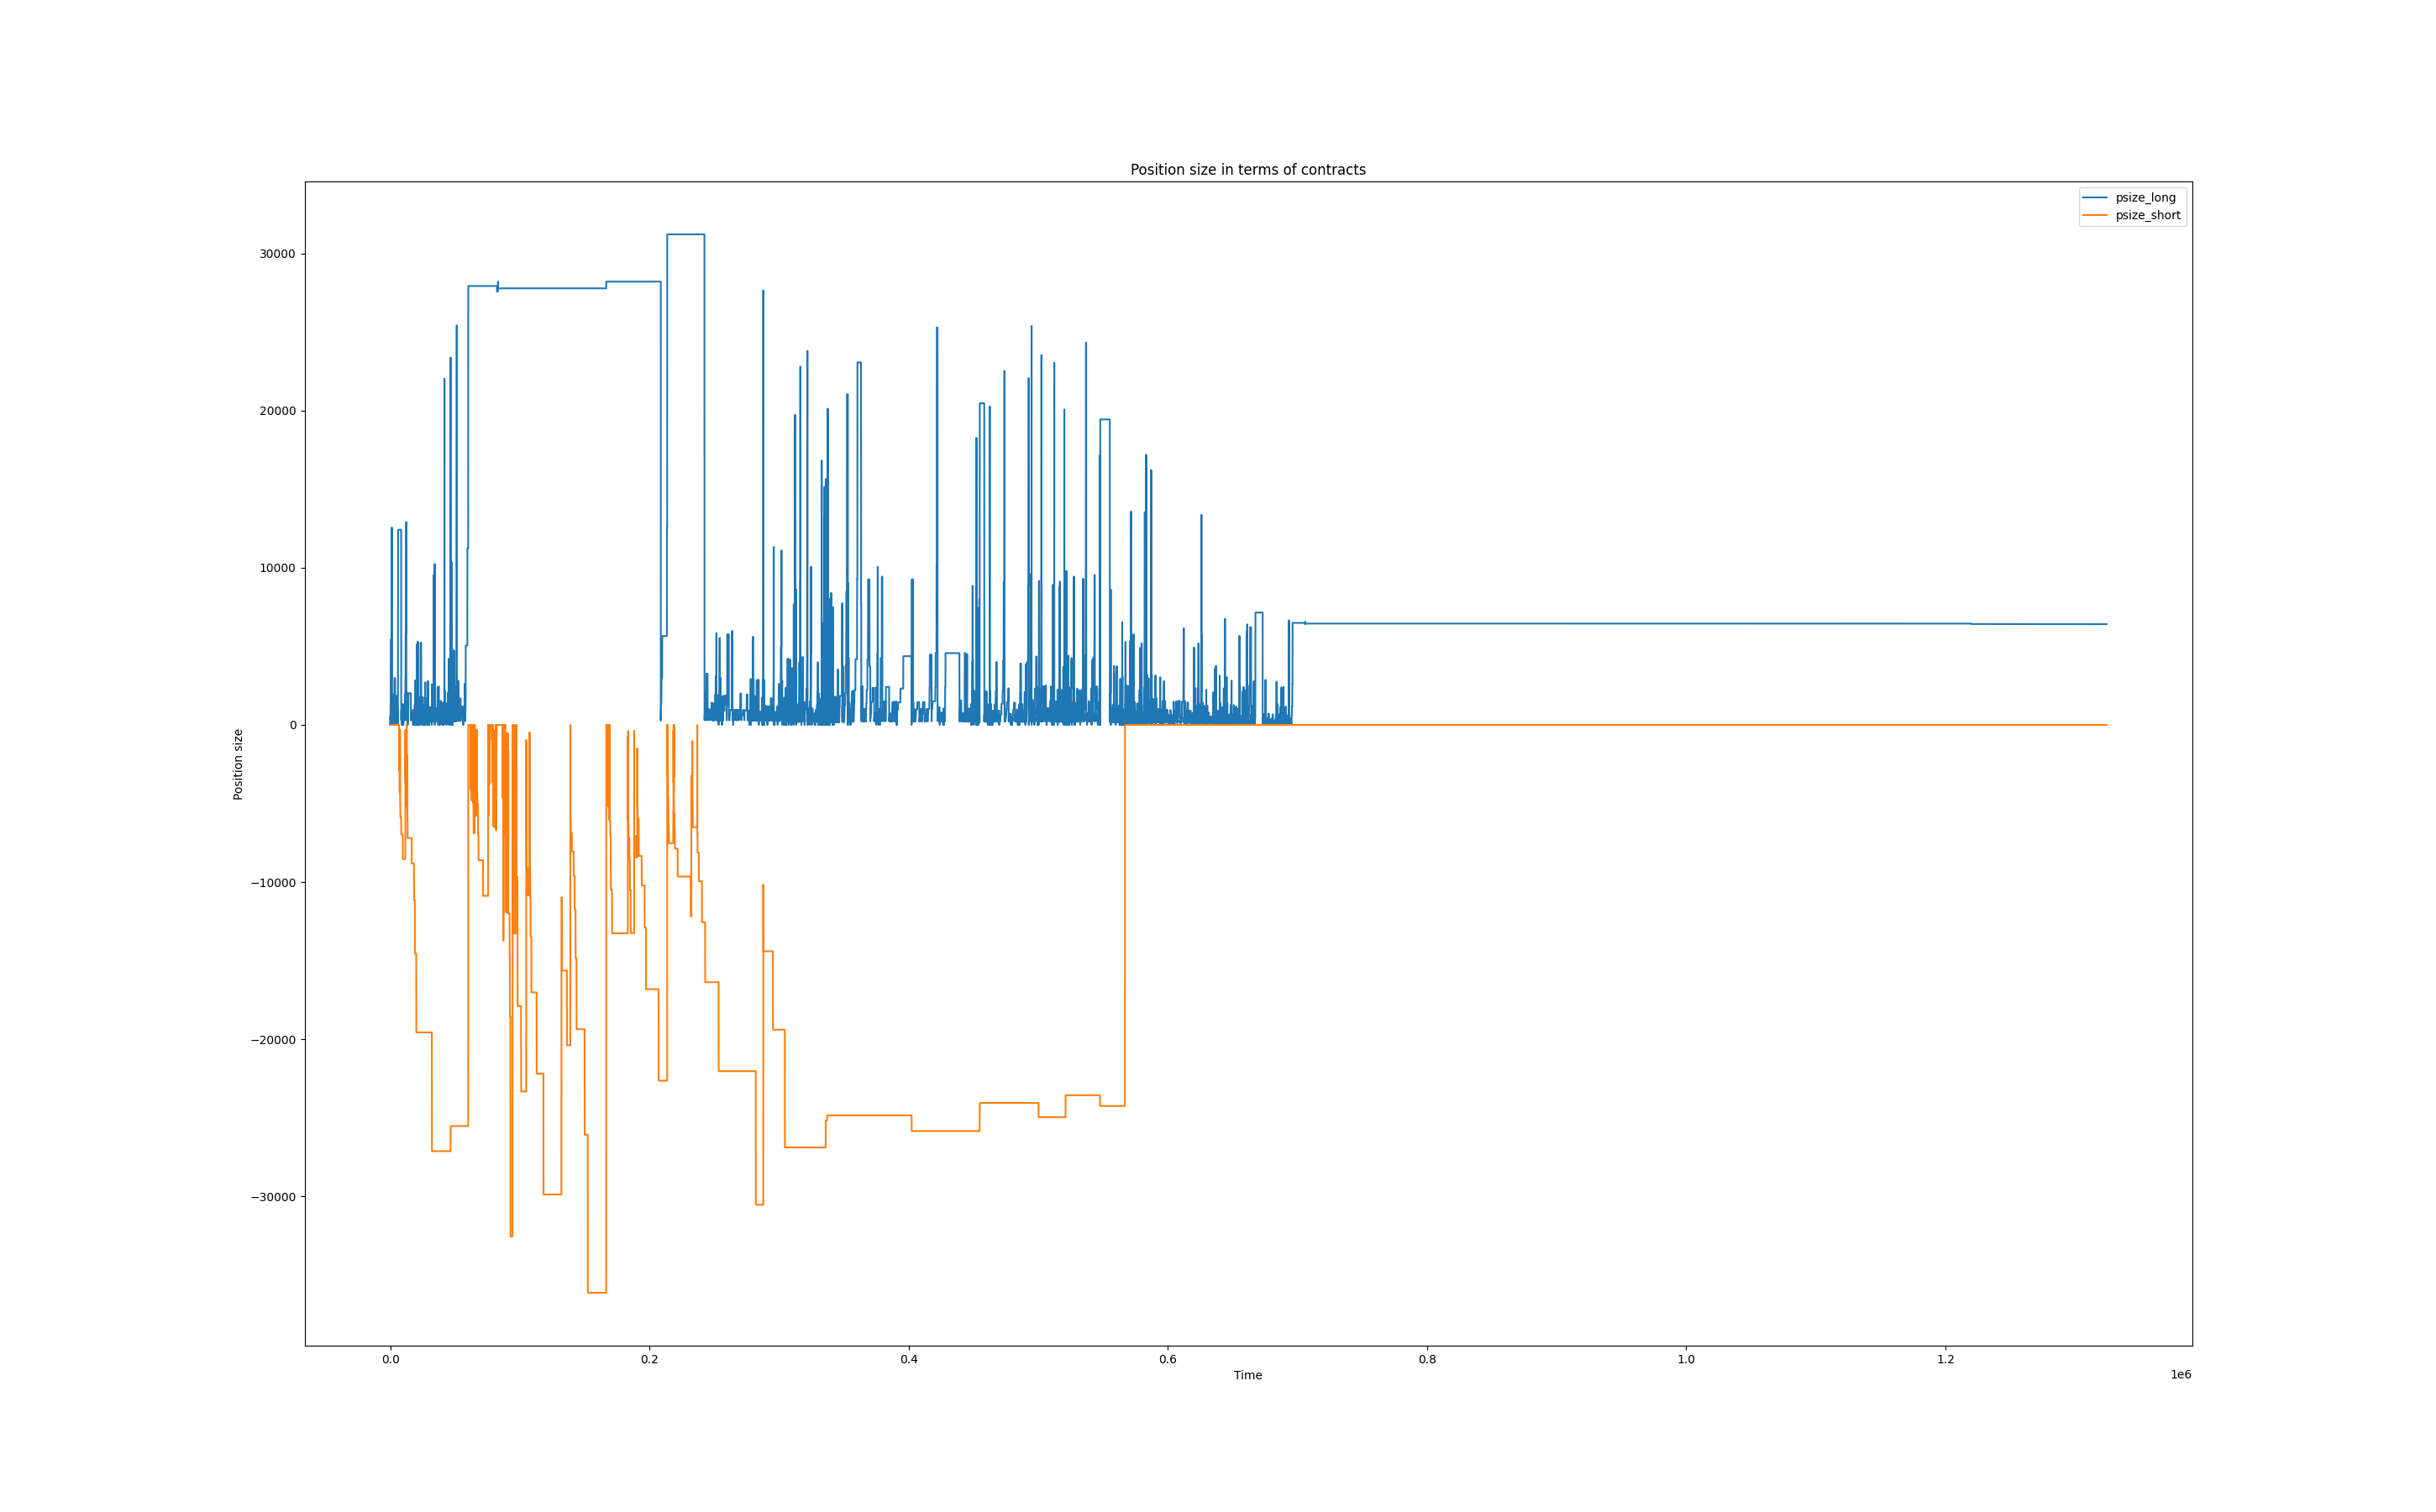 Position size in terms of contracts
psize_long
psize_short
Position size
30000
20000
10000
0
−10000
−20000
−30000
0.0
0.2
0.4
0.6
0.8
1.0
1.2
Time
1e6